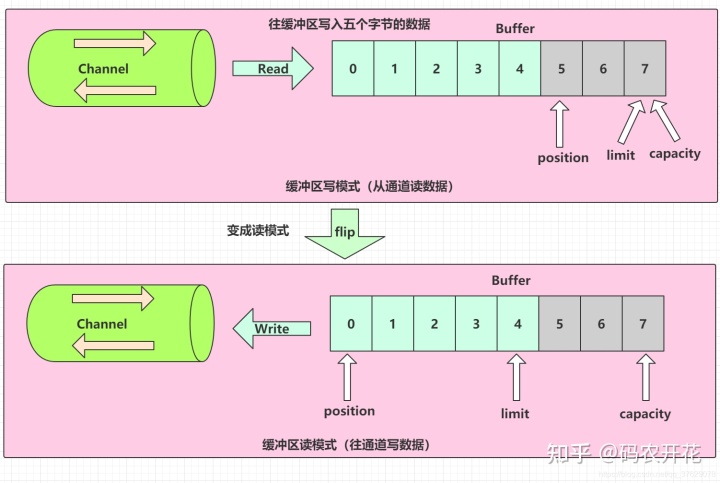 往缓冲区写入五个字节的数据
Buffer
Channel
Read
0 1 2 3 4 5 6 7
position
limit
capacity
缓冲区写模式（从通道读数据）
变成读模式
flip
Buffer
Channel
Write
0 1 2 3 4 5 6 7
position
limit
capacity
缓冲区读模式（往通道写数据）
知乎 @码农开花